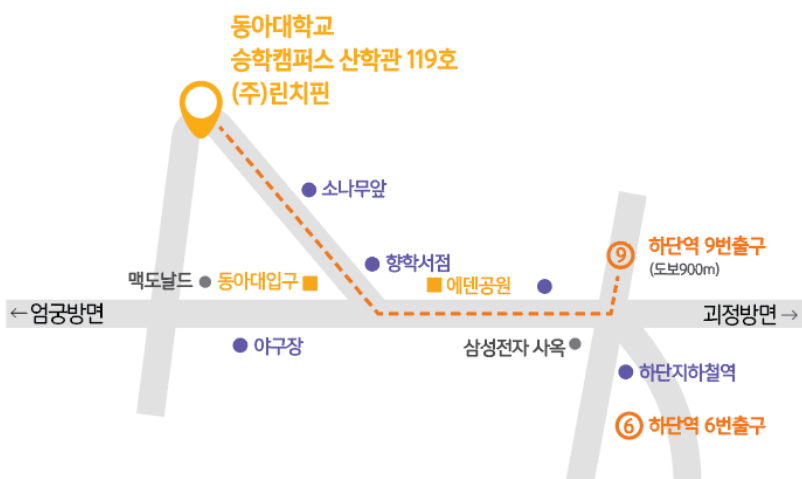 동아대학교
승학캠퍼스 산학관 119호
(주)린치핀
소나무앞
향학서점
⑨ 하단역 9번출구
(도보900m)
맥도날드
동아대입구
에덴공원
←엄궁방면
괴정방면→
야구장
삼성전자 사옥
하단지하철역
⑥ 하단역 6번출구